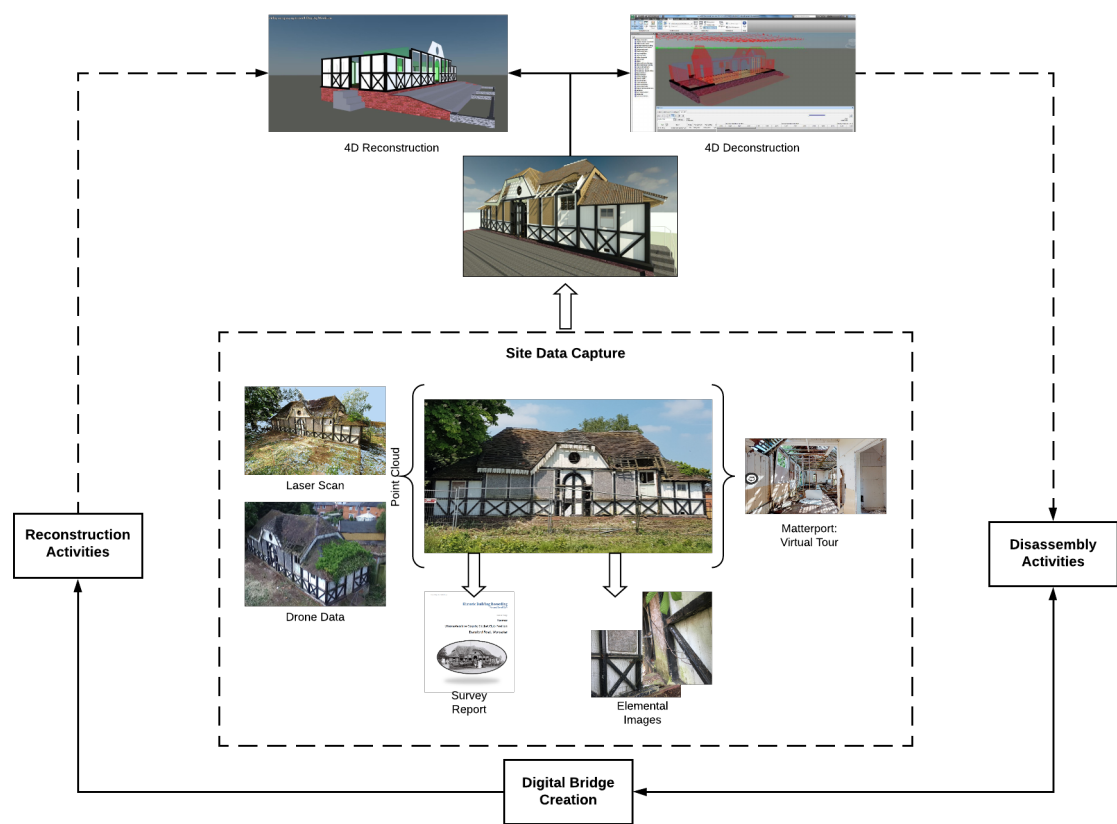 4D Reconstruction
4D Deconstruction
Site Data Capture
Laser Scan
Point Cloud
Drone Data
Matterport:
Virtual Tour
Survey
Report
Elemental
Images
Reconstruction
Activities
Disassembly
Activities
Digital Bridge
Creation